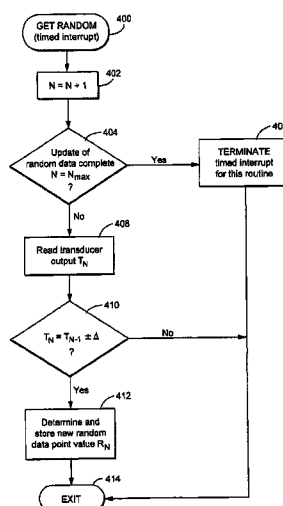 GET RANDOM
(timed interrupt)
400
N = N + 1
402
404
Update of
random data complete
N = Nmax
?
Yes
TERMINATE
timed interrupt
for this routine
No
408
Read transducer
output TN
410
TN = TN-1 ± Δ
?
No
Yes
412
Determine and
store new random
data point value RN
414
EXIT